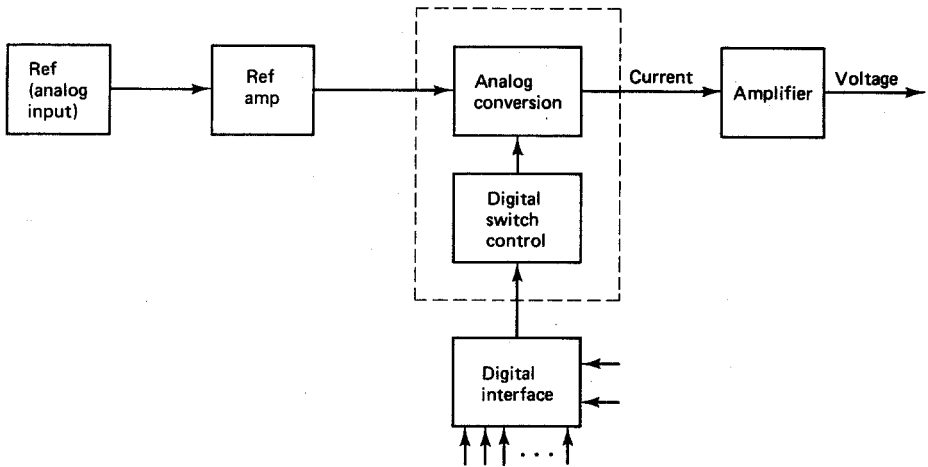 Ref
(analog
input)
Ref
amp
Analog
conversion
Current
Amplifier
Voltage
Digital
switch
control
Digital
interface